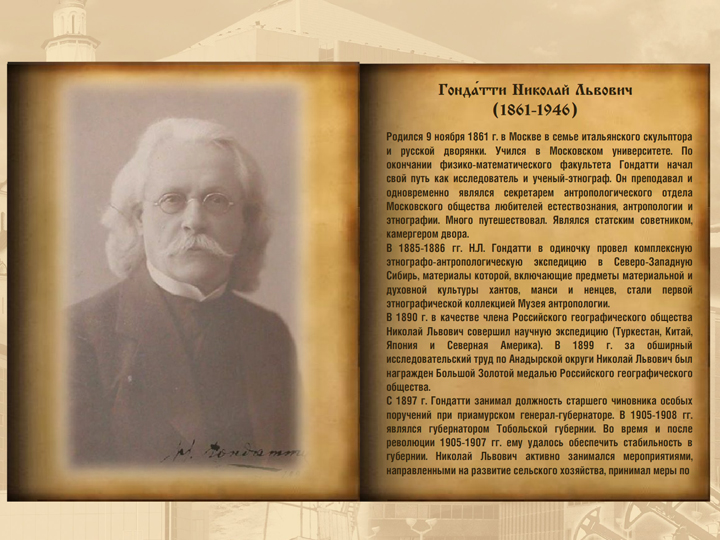 Гонда́тти Николай Львович
(1861-1946)
Родился 9 ноября 1861 г. в Москве в семье итальянского скульптора
и русской дворянки. Учился в Московском университете. По
окончании физико-математического факультета Гондатти начал
свой путь как исследователь и ученый-этнограф. Он преподавал и
одновременно являлся секретарем антропологического отдела
Московского общества любителей естествознания, антропологии и
этнографии. Много путешествовал. Являлся статским советником,
камергером двора.
В 1885-1886 гг. Н.Л. Гондатти в одиночку провел комплексную
этнографо-антропологическую экспедицию в Северо-Западную
Сибирь, материалы которой, включающие предметы материальной и
духовной культуры хантов, манси и ненцев, стали первой
этнографической коллекцией Музея антропологии.
В 1890 г. в качестве члена Российского географического общества
Николай Львович совершил научную экспедицию (Туркестан, Китай,
Япония и Северная Америка). В 1899 г. за обширный
исследовательский труд по Анадырской округи Николай Львович был
награжден Большой Золотой медалью Российского географического
общества.
С 1897 г. Гондатти занимал должность старшего чиновника особых
поручений при приамурском генерал-губернаторе. В 1905-1908 гг.
являлся губернатором Тобольской губернии. Во время и после
революции 1905-1907 гг. ему удалось обеспечить стабильность в
губернии. Николай Львович активно занимался мероприятиями,
направленными на развитие сельского хозяйства, принимал меры по
Н. Гондатти